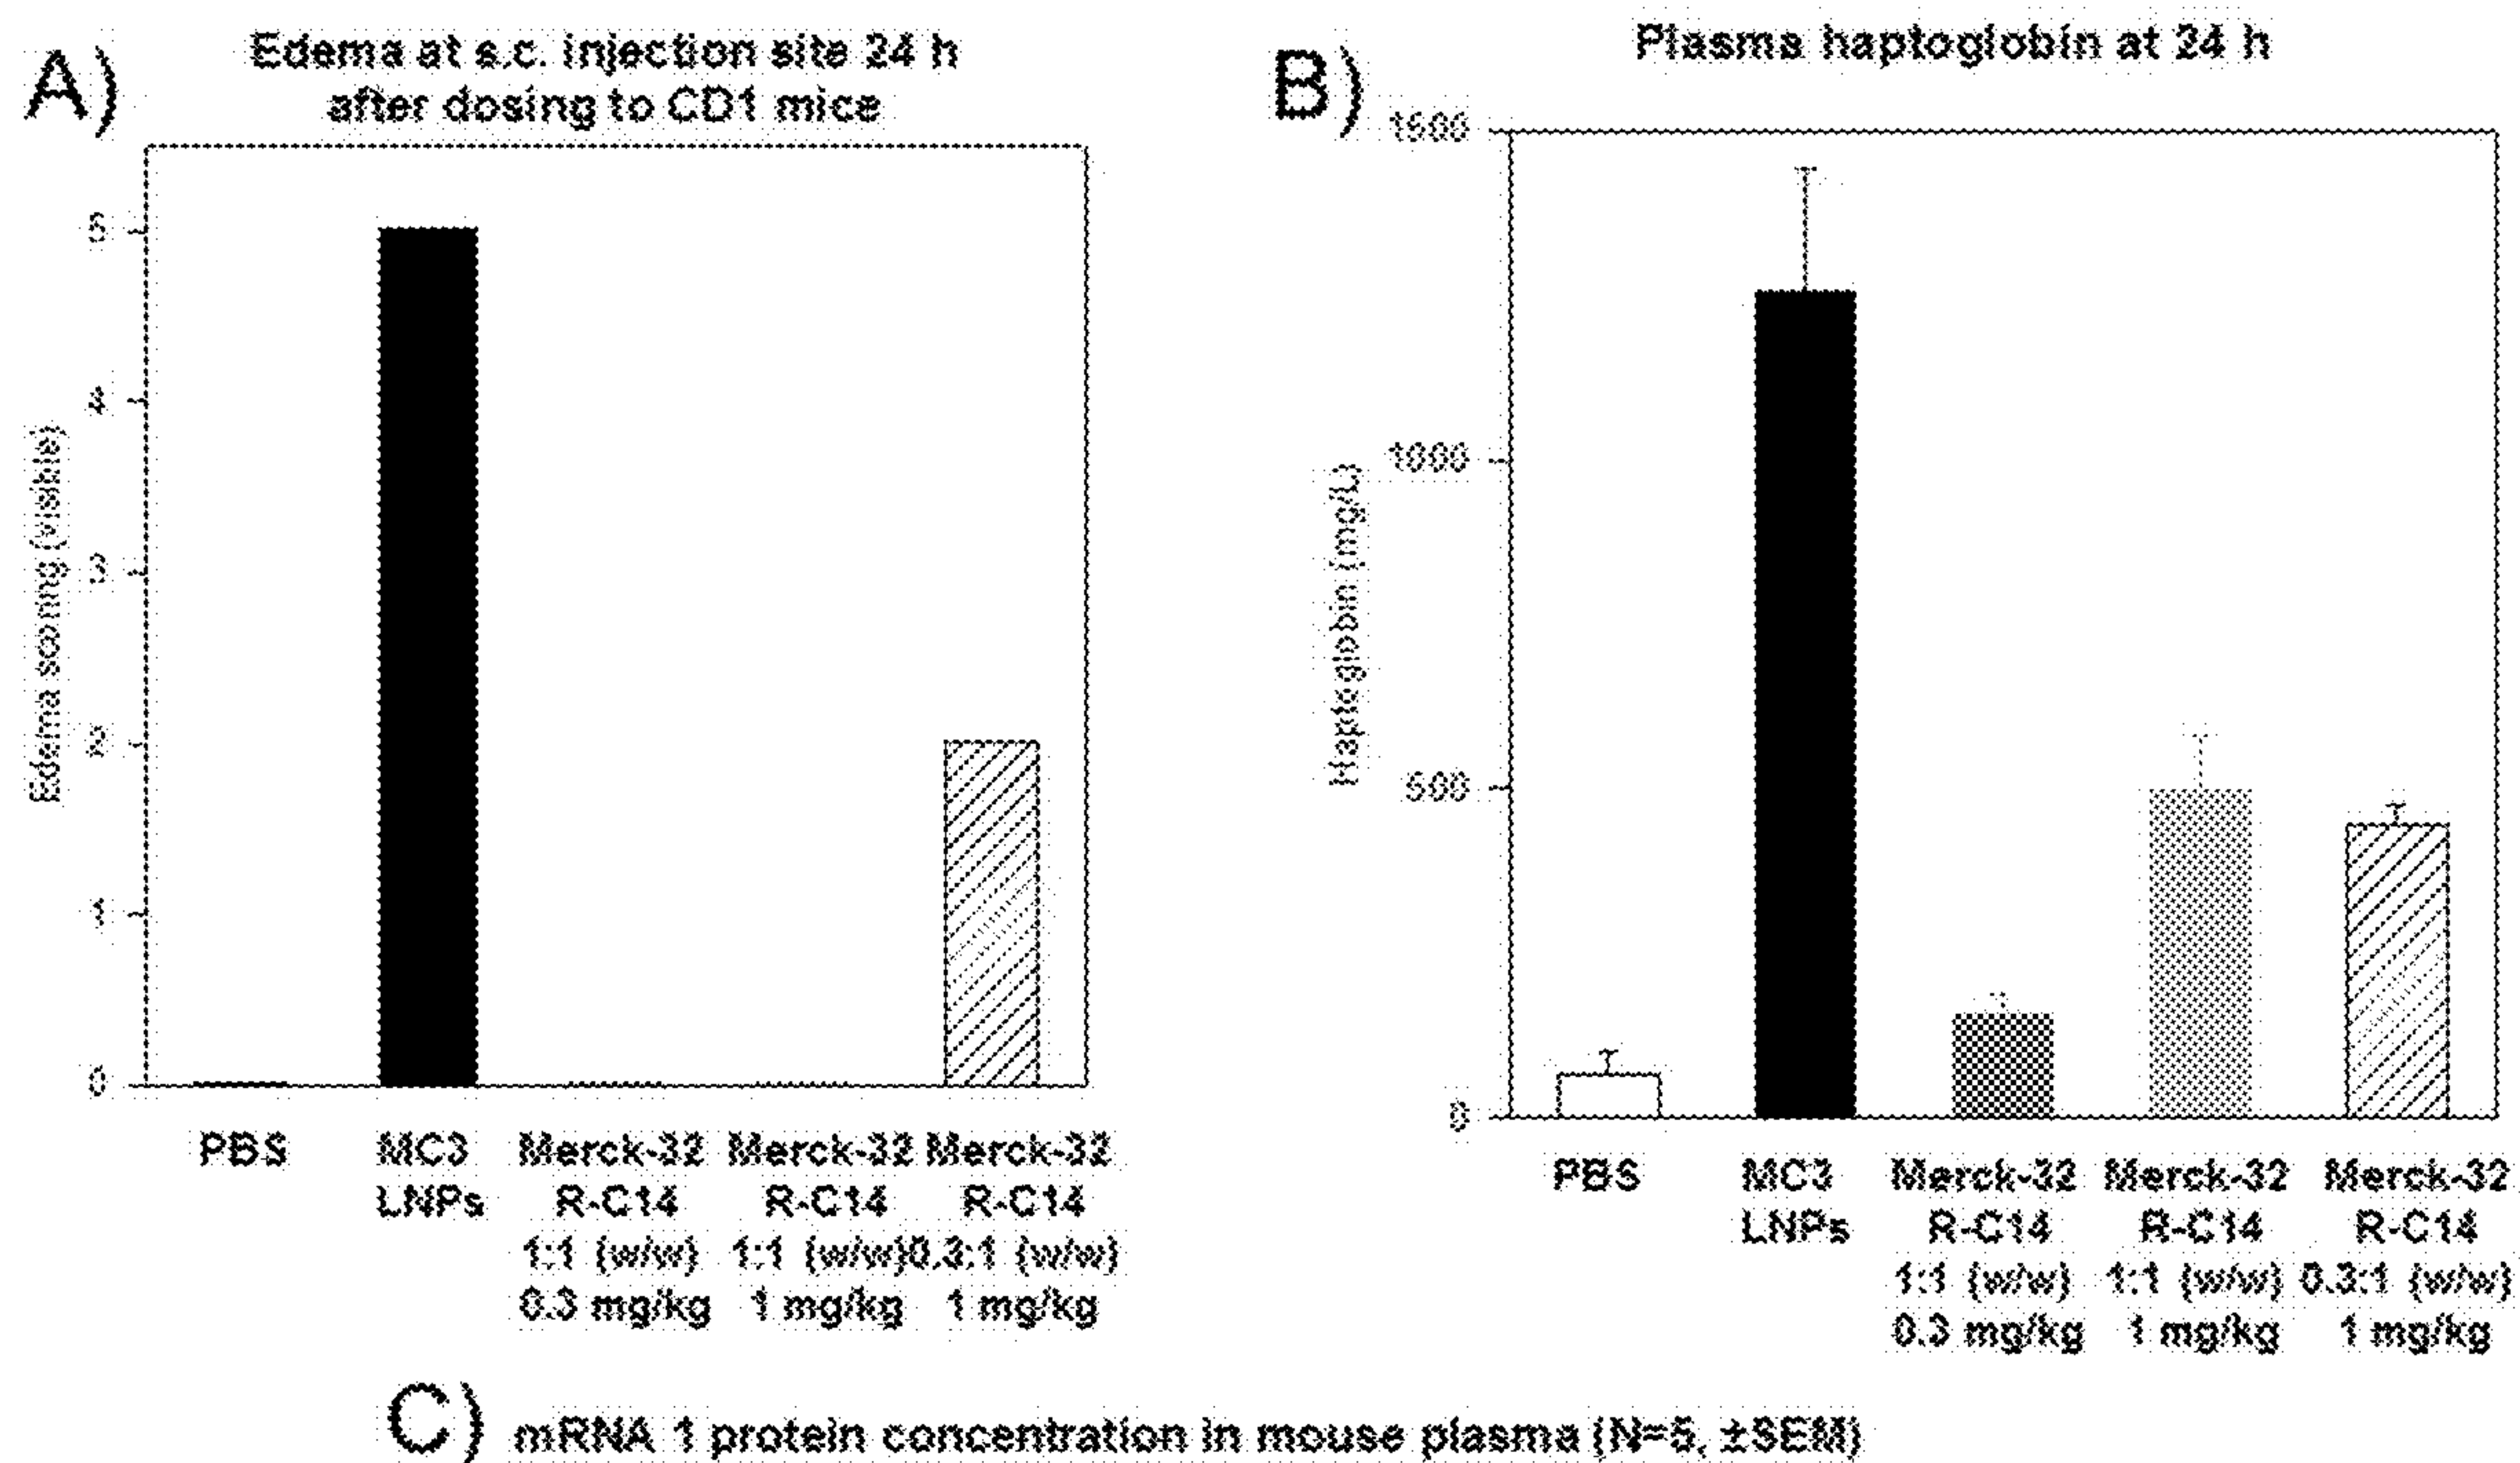 A)
Edema at s.c. injection site 24 h
after dosing to CD1 mice
Edema scoring (visible)
5
4
3
2
1
0
PBS
MC3
LNPs
Merck-32
R-C14
1:1 (w/w)
0.3 mg/kg
Merck-32
R-C14
1:1 (w/w)
1 mg/kg
Merck-32
R-C14
0.3:1 (w/w)
1 mg/kg
B)
Plasma haptoglobin at 24 h
Haptoglobin (mg/L)
1500
1000
500
0
PBS
MC3
LNPs
Merck-32
R-C14
1:1 (w/w)
0.3 mg/kg
Merck-32
R-C14
1:1 (w/w)
1 mg/kg
Merck-32
R-C14
0.3:1 (w/w)
1 mg/kg
C) mRNA 1 protein concentration in mouse plasma (N=5, ±SEM)